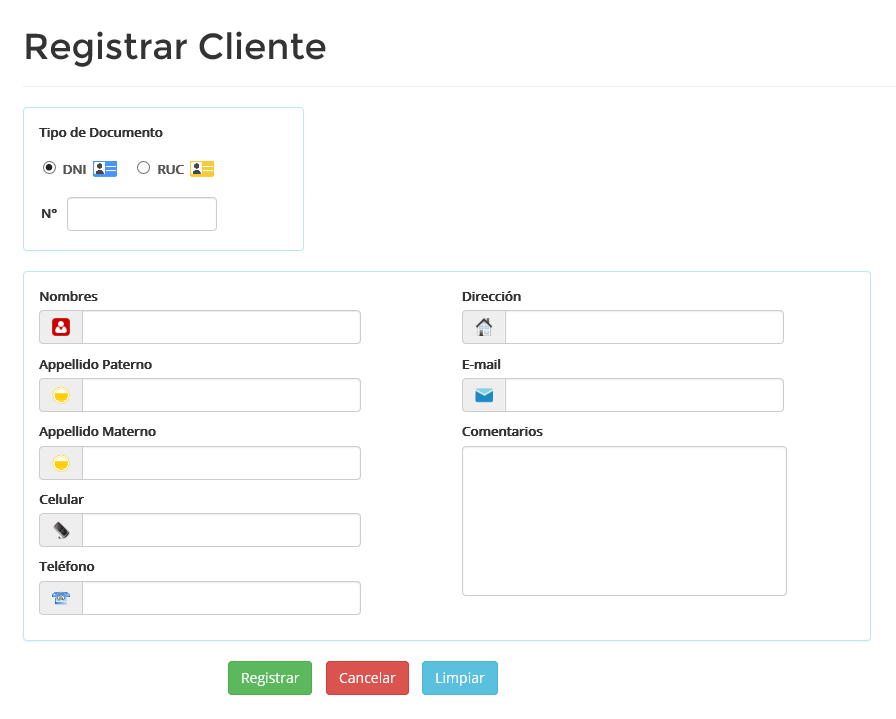 Registrar Cliente
Tipo de Documento
DNI RUC
Nº
Nombres
Appellido Paterno
Appellido Materno
Celular
Teléfono
Dirección
E-mail
Comentarios
Registrar Cancelar Limpiar